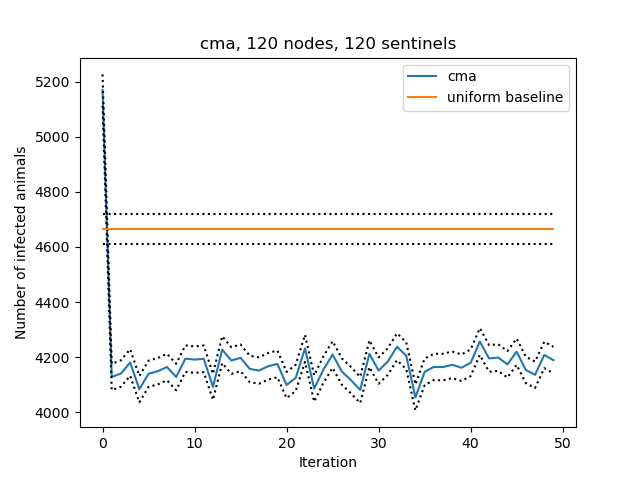 cma, 120 nodes, 120 sentinels
cma
uniform baseline
Number of infected animals
5200
5000
4800
4600
4400
4200
4000
0
10
20
30
40
50
Iteration